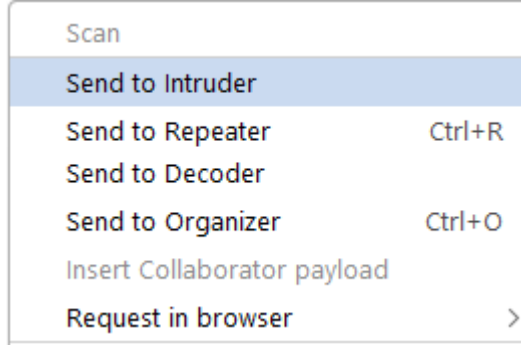 Scan
Send to Intruder
Send to Repeater Ctrl+R
Send to Decoder
Send to Organizer Ctrl+O
Insert Collaborator payload
Request in browser >